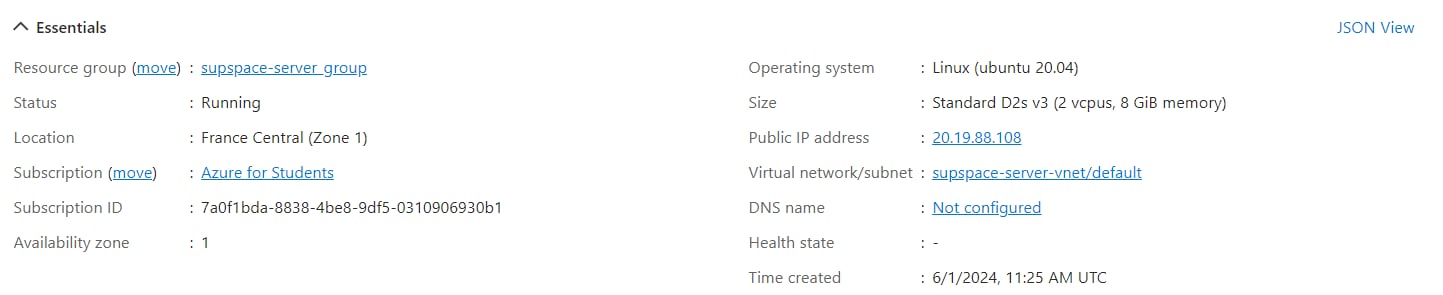 Essentials
JSON View
Resource group (move) : supspace-server_group
Status : Running
Location : France Central (Zone 1)
Subscription (move) : Azure for Students
Subscription ID : 7a0f1bda-8838-4be8-9df5-0310906930b1
Availability zone : 1
Operating system : Linux (ubuntu 20.04)
Size : Standard D2s v3 (2 vcpus, 8 GiB memory)
Public IP address : 20.19.88.108
Virtual network/subnet : supspace-server-vnet/default
DNS name : Not configured
Health state : -
Time created : 6/1/2024, 11:25 AM UTC